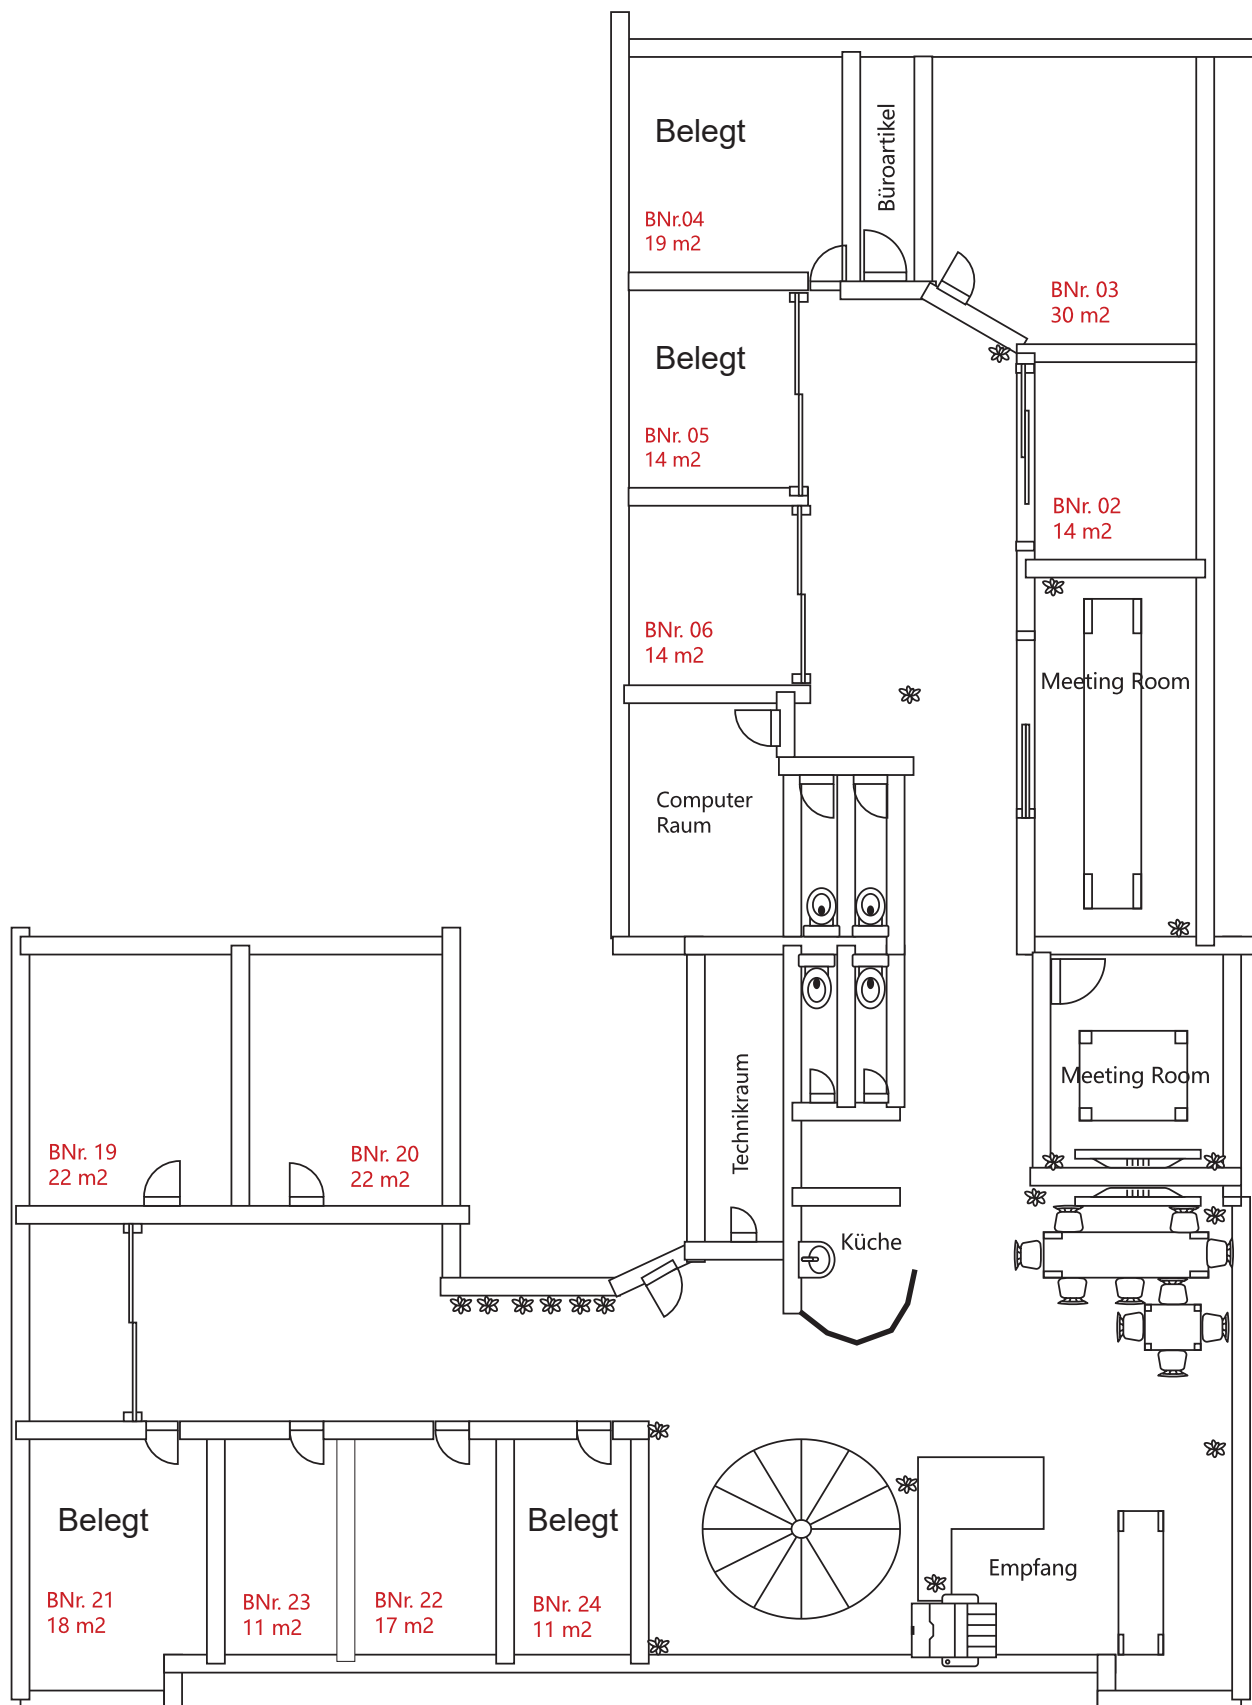 Belegt
Büroartikel
BNr.04
19 m2
BNr. 03
30 m2
Belegt
BNr. 05
14 m2
BNr. 02
14 m2
BNr. 06
14 m2
Meeting Room
Computer
Raum
Meeting Room
Technikraum
BNr. 19
22 m2
BNr. 20
22 m2
Küche
Belegt
Belegt
Empfang
BNr. 21
18 m2
BNr. 23
11 m2
BNr. 22
17 m2
BNr. 24
11 m2